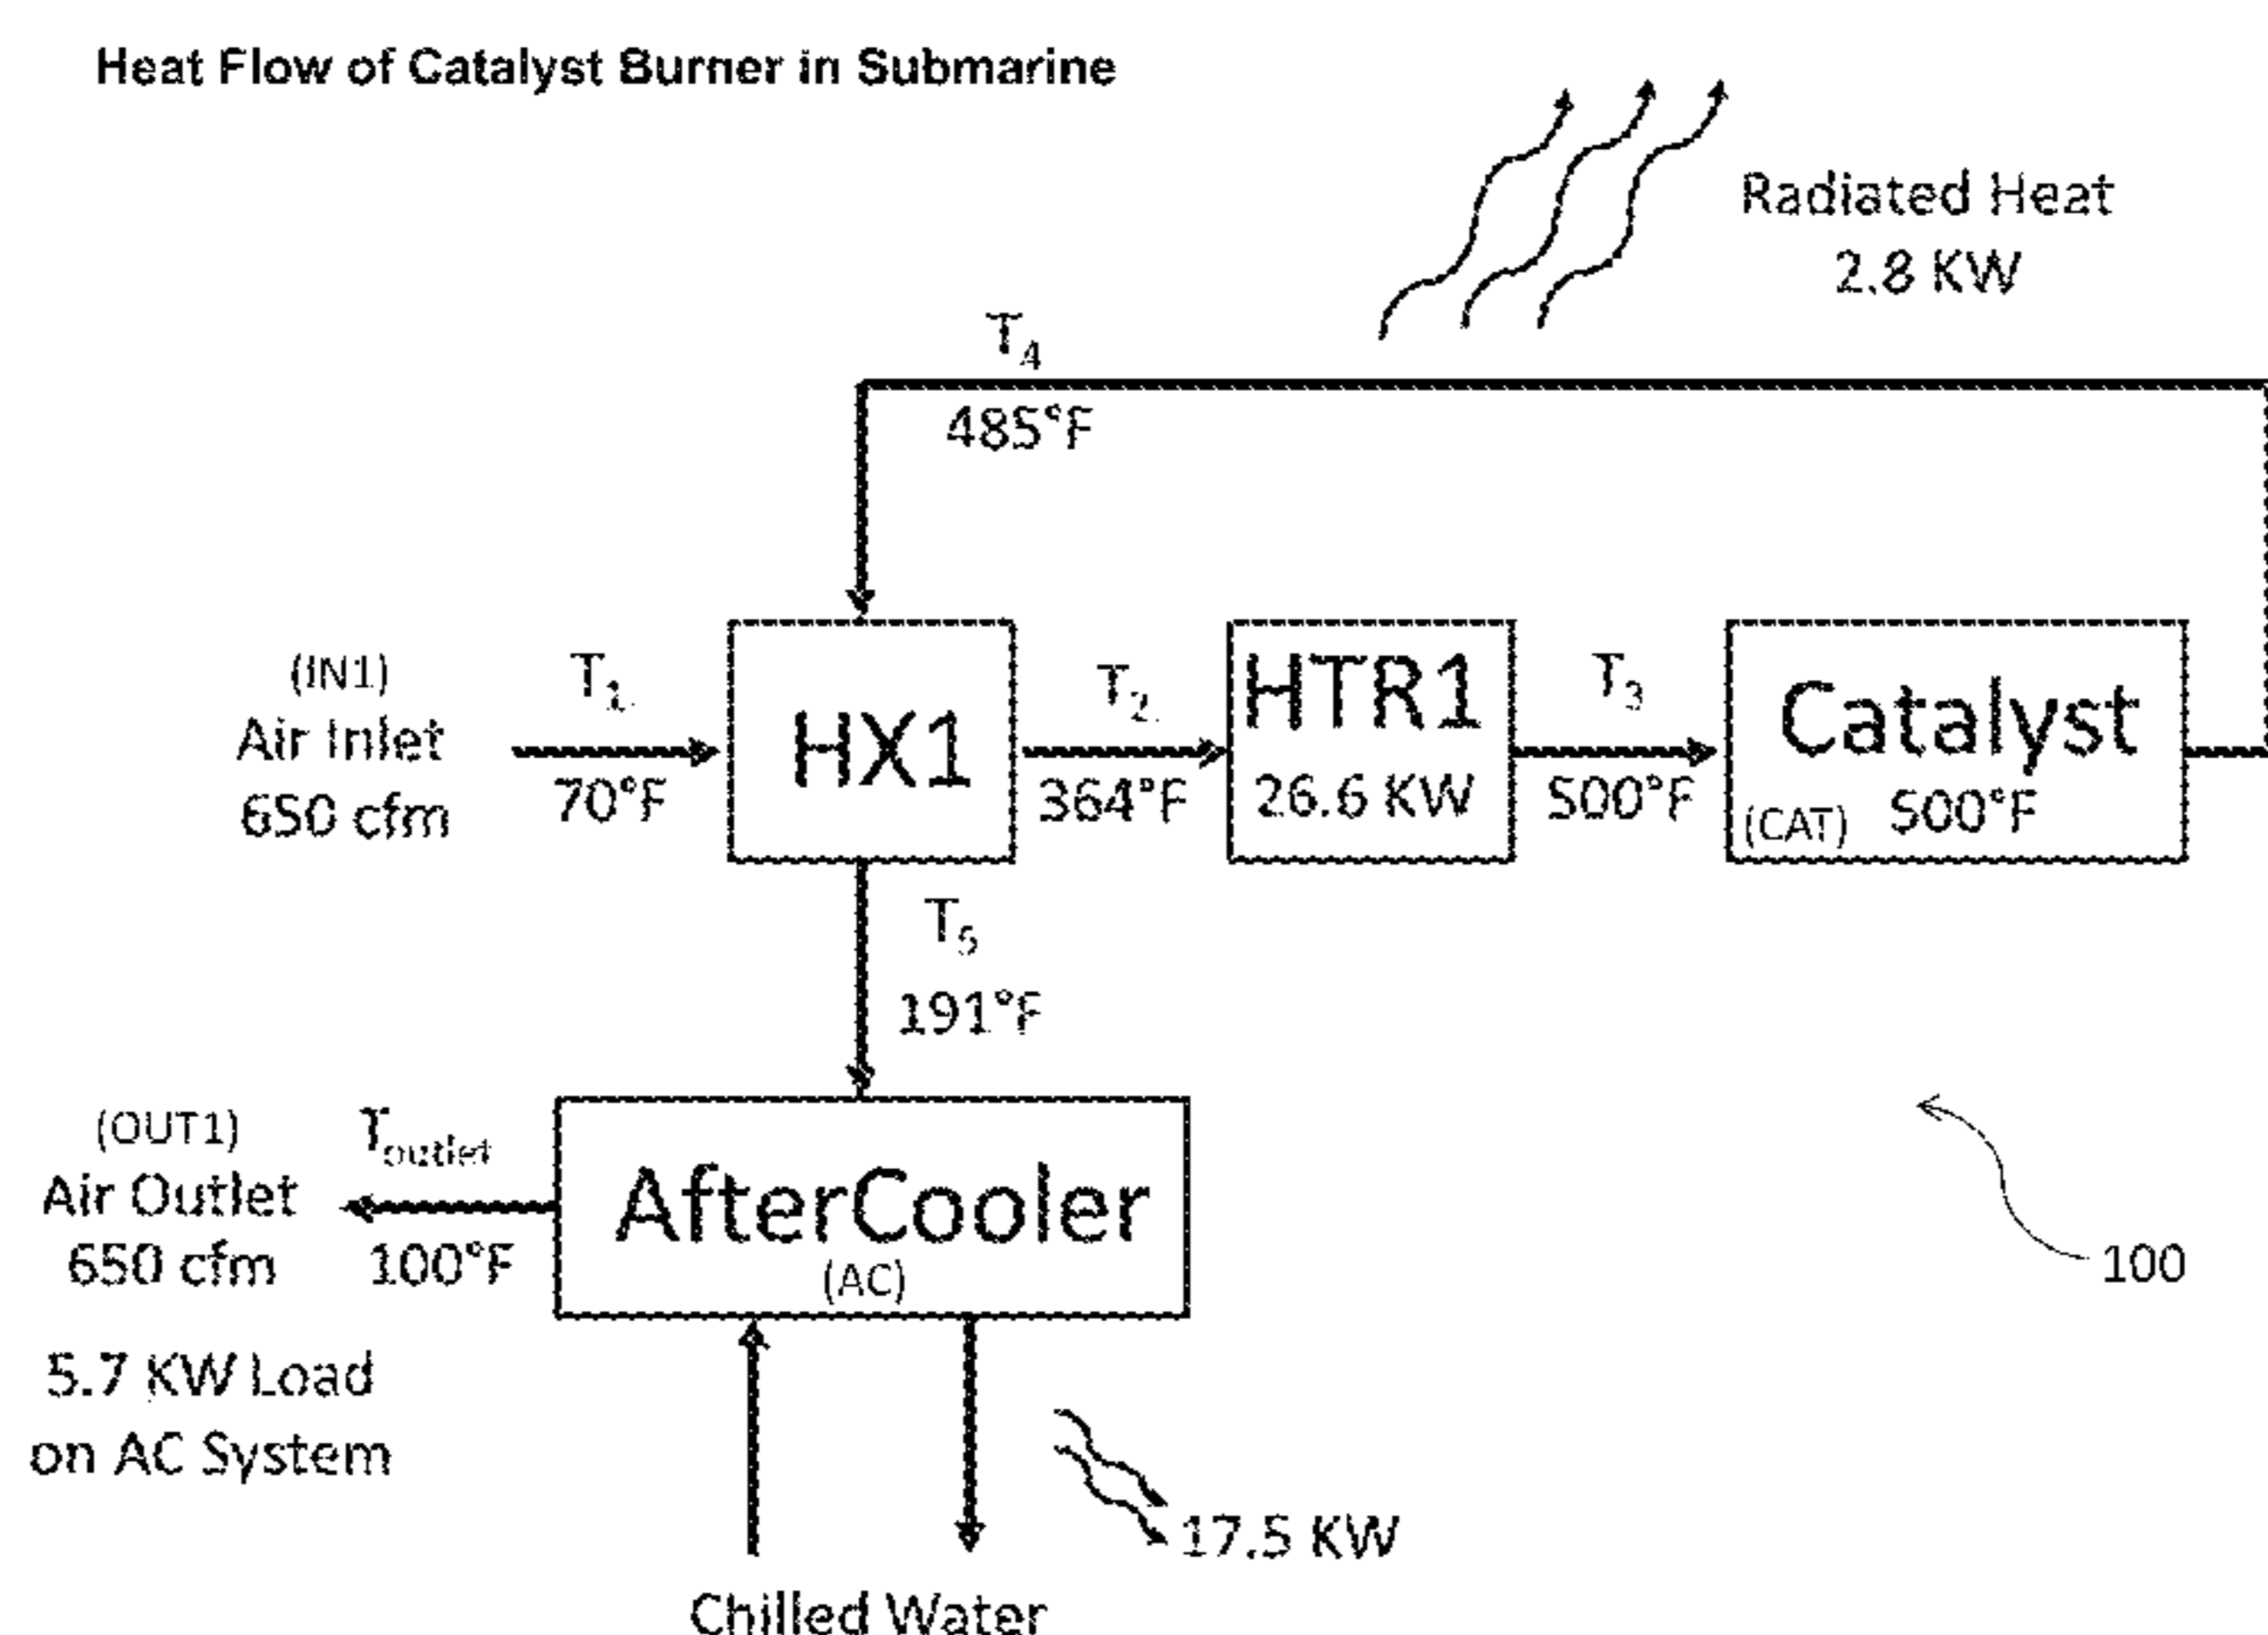 Heat Flow of Catalyst Burner in Submarine
Radiated Heat
2.8 KW
T4
485°F
(IN1)
Air Inlet
650 cfm
T1
70°F
HX1
T2
364°F
HTR1
26.6 KW
T3
500°F
Catalyst
(CAT) 500°F
T5
191°F
(OUT1)
Air Outlet
650 cfm
Toutlet
100°F
AfterCooler
(AC)
100
5.7 KW Load
on AC System
17.5 KW
Chilled Water